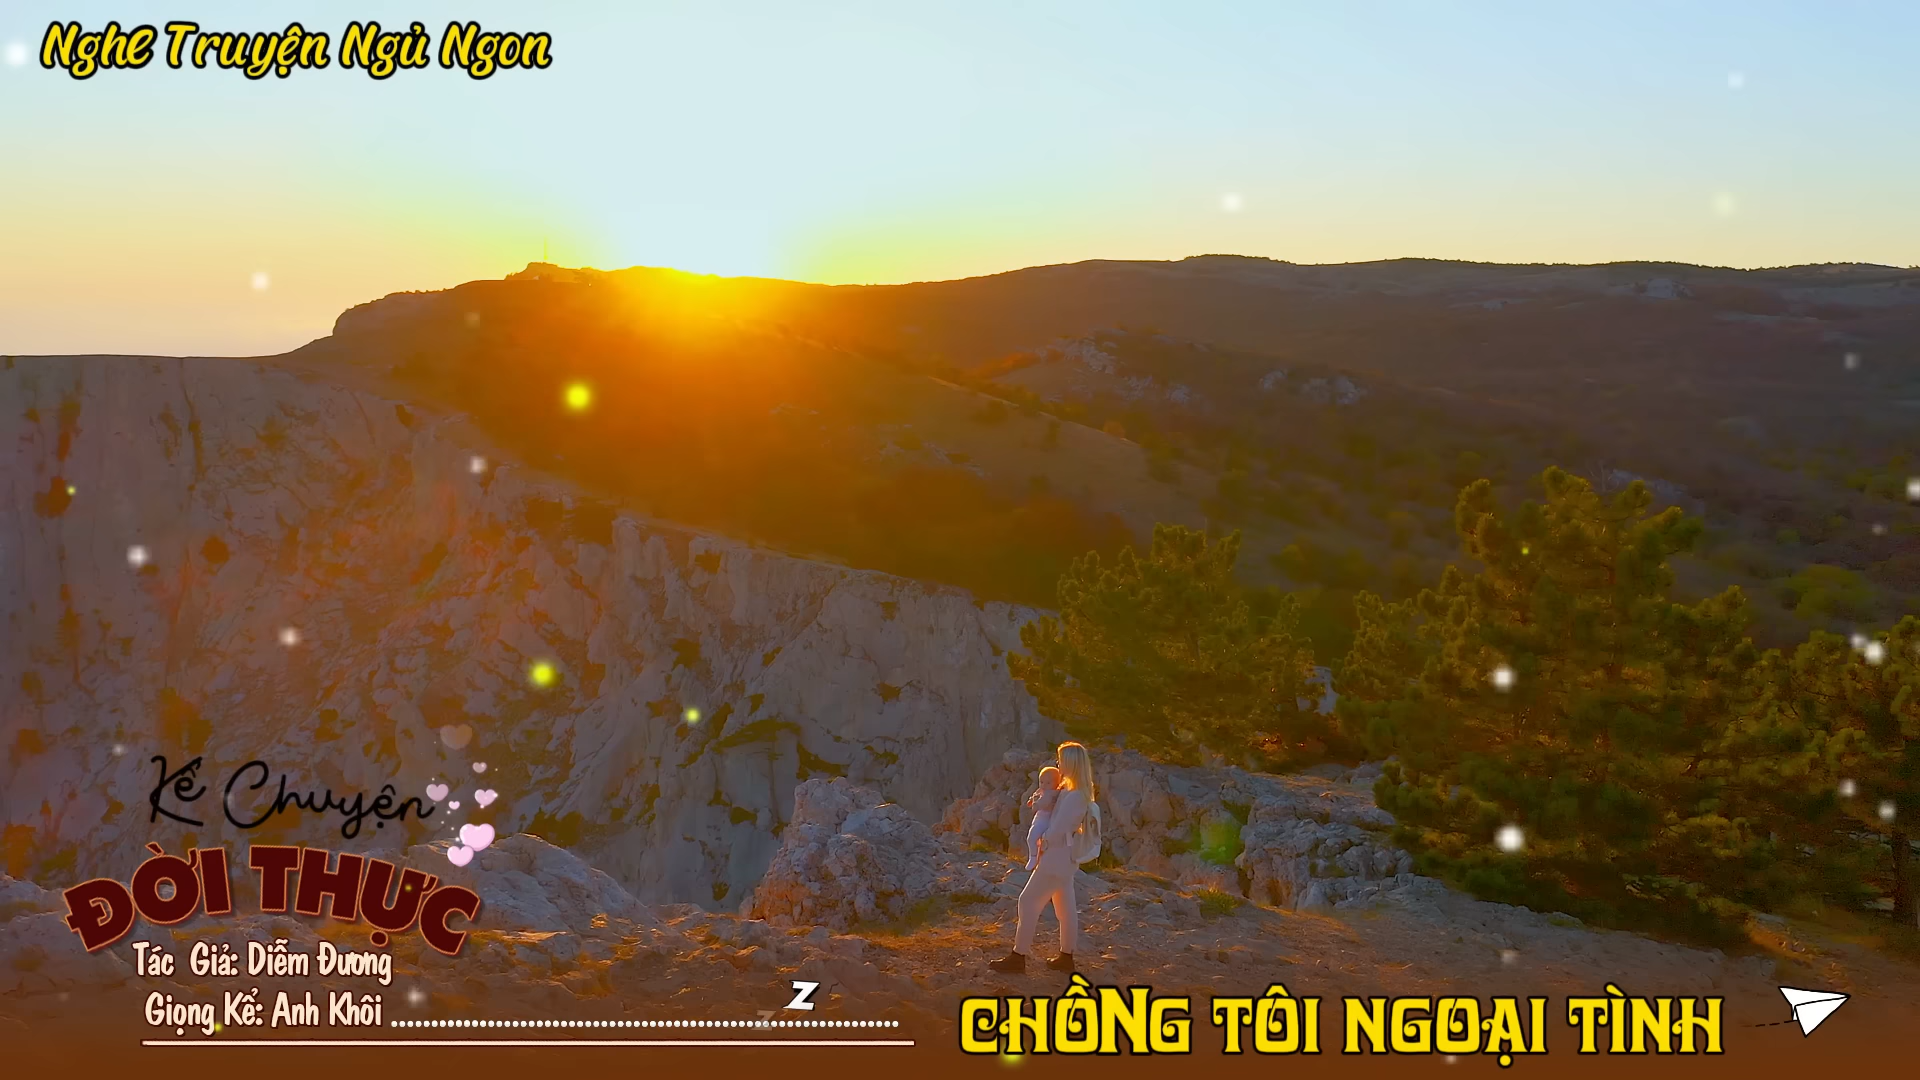 Nghe Truyện Ngủ Ngon
Kể Chuyện
ĐỜI THỰC
Tác Giả: Diễm Đương
Giọng Kể: Anh Khôi
Z
Z
CHỒNG TÔI NGOẠI TÌNH